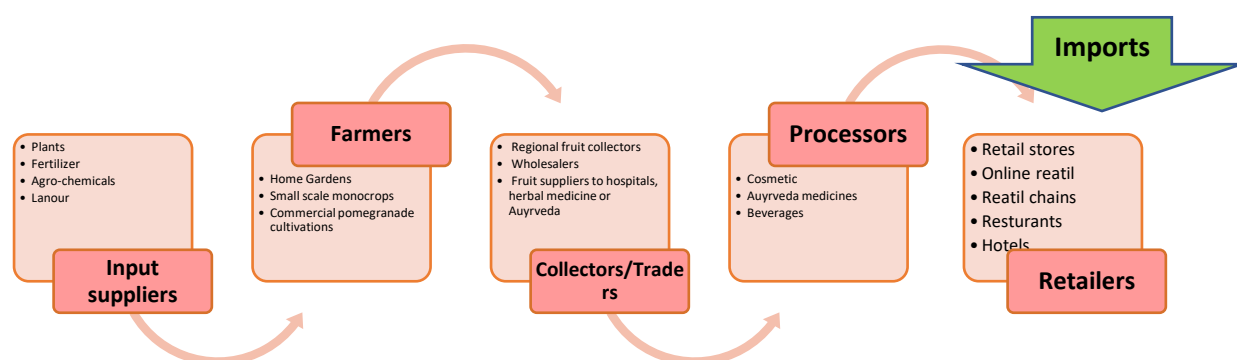 Imports
• Plants
• Fertilizer
• Agro-chemicals
• Lanour
Input
suppliers
Farmers
• Home Gardens
• Small scale monocrops
• Commercial pomegranade
cultivations
• Regional fruit collectors
• Wholesalers
• Fruit suppliers to hospitals,
herbal medicine or
Auyrveda
Collectors/Trade
rs
Processors
• Cosmetic
• Auyrveda medicines
• Beverages
• Retail stores
• Online reatil
• Reatil chains
• Resturants
• Hotels
Retailers